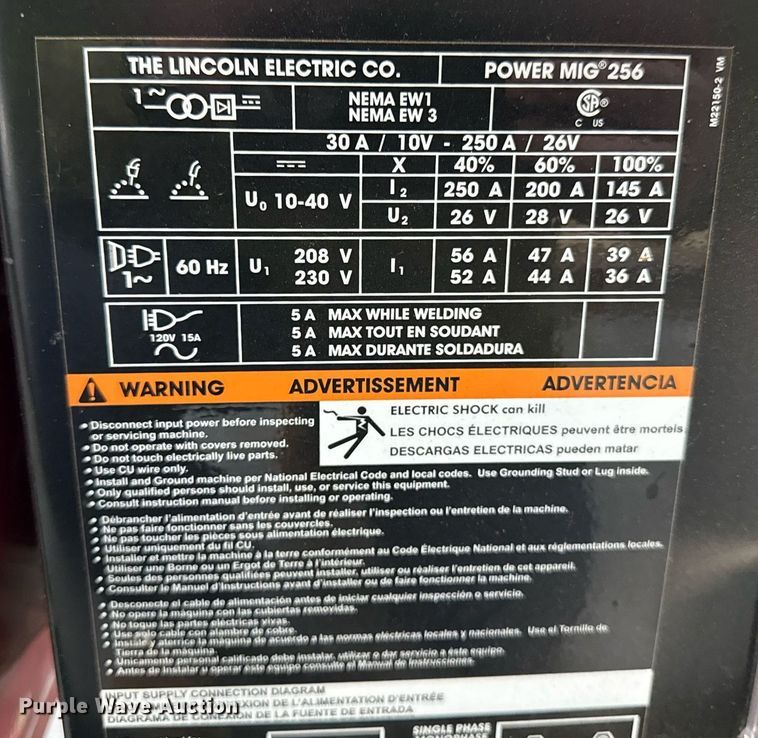 THE LINCOLN ELECTRIC CO. POWER MIG® 256
M22150-2 VM
1~ NEMA EW1
NEMA EW 3
CSA®
C US
30 A / 10V - 250 A / 26V
X 40% 60% 100%
U0 10-40 V I2 250 A 200 A 145 A
U2 26 V 28 V 26 V
1~ 60 Hz U1 208 V I1 56 A 47 A 39 A
230 V 52 A 44 A 36 A
120V 15A
5 A MAX WHILE WELDING
5 A MAX TOUT EN SOUDANT
5 A MAX DURANTE SOLDADURA
WARNING ADVERTISSEMENT ADVERTENCIA
ELECTRIC SHOCK can kill
LES CHOCS ÉLECTRIQUES peuvent être mortels
DESCARGAS ELECTRICAS pueden matar
• Disconnect input power before inspecting
or servicing machine.
• Do not operate with covers removed.
• Do not touch electrically live parts.
• Use CU wire only.
• Install and Ground machine per National Electrical Code and local codes. Use Grounding Stud or Lug inside.
• Only qualified persons should install, use, or service this equipment.
• Consult instruction manual before installing or operating.
• Débrancher l'alimentation d'entrée avant de réaliser l'inspection ou l'entretien de la machine.
• Ne pas faire fonctionner sans les couvercles.
• Ne pas toucher les pièces sous alimentation électrique.
• Utiliser uniquement du fil CU.
• Installer et mettre la machine à la terre conformément au Code Électrique National et aux réglementations locales.
Utiliser une Borne ou un Ergot de Terre à l'intérieur.
• Seules des personnes qualifiées peuvent installer, utiliser ou réaliser l'entretien de cet appareil.
• Consulter le Manuel d'Instructions avant d'installer ou de faire fonctionner la machine.
• Desconecte el cable de alimentación antes de iniciar cualquier inspección o servicio.
• No opere la máquina con las cubiertas removidas.
• No toque las partes eléctricas vivas.
• Use solo cable con alambre de cobre.
• Instale y aterrice la máquina de acuerdo a las normas eléctricas locales y nacionales. Use el Tornillo de
Tierra de la máquina.
• Unicamente personal calificado debe instalar, utilizar o dar servicio a éste equipo.
• Antes de Instalar y operar este equipo consulte el Manual de Instrucciones.
INPUT SUPPLY CONNECTION DIAGRAM
CONNEXION DE L'ALIMENTATION D'ENTRÉE
DIAGRAMA DE CONEXION DE LA FUENTE DE ENTRADA
Purple Wave Auction
SINGLE PHASE
MONOPHASE